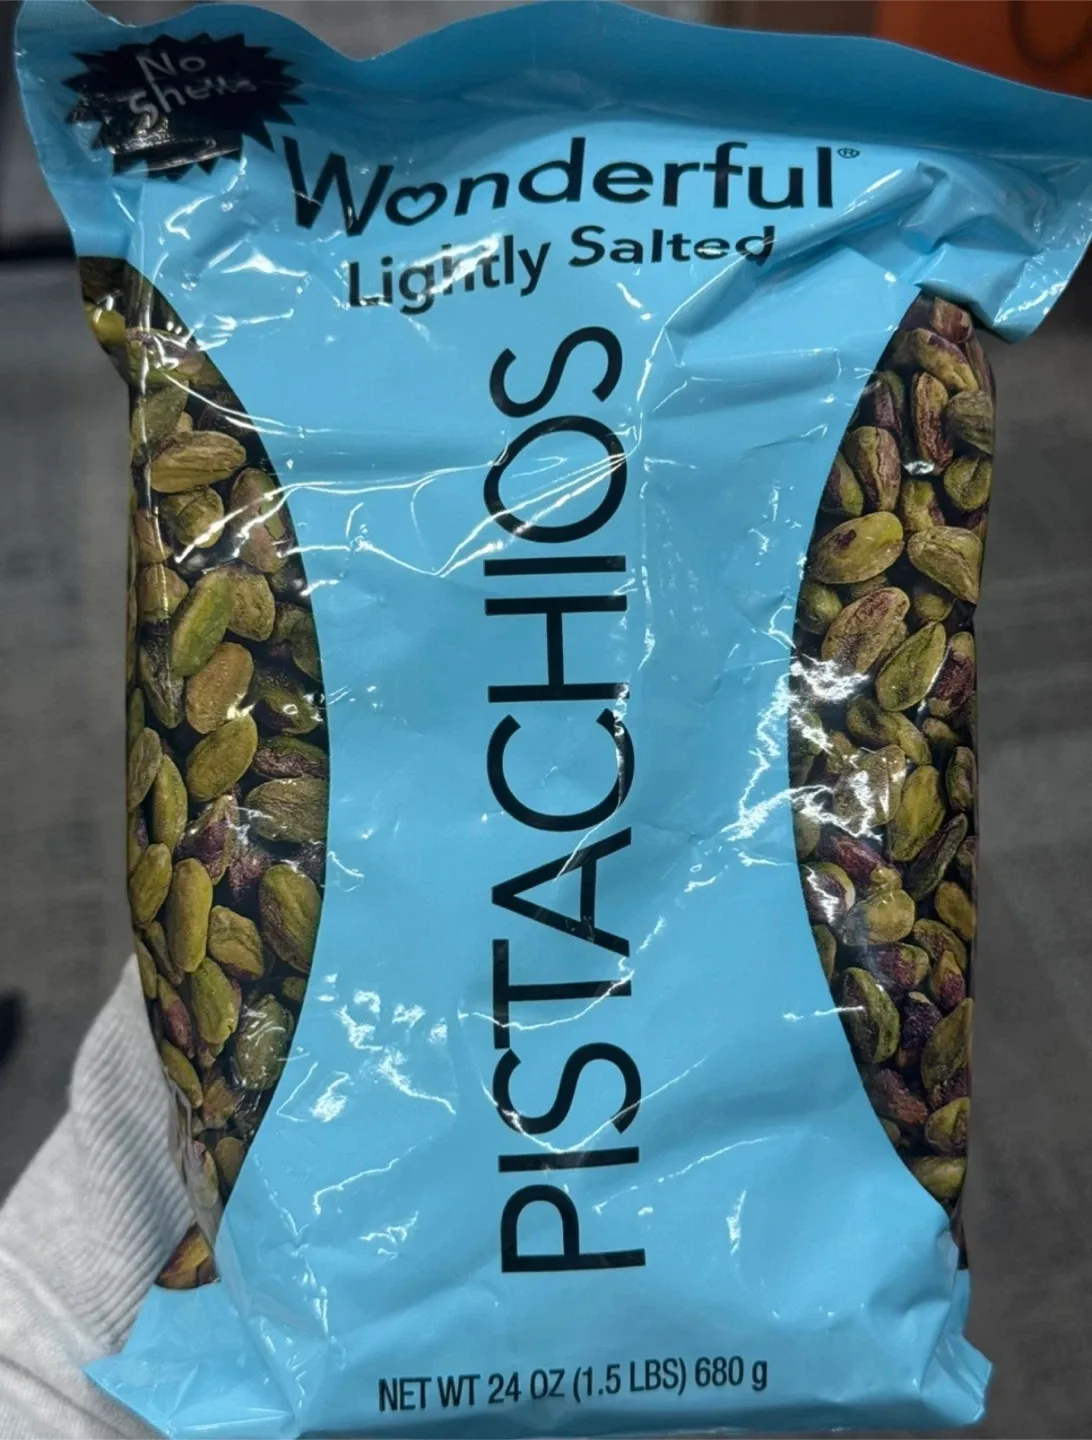 No
Shells
Wonderful®
Lightly Salted
PISTACHIOS
NET WT 24 OZ (1.5 LBS) 680 g